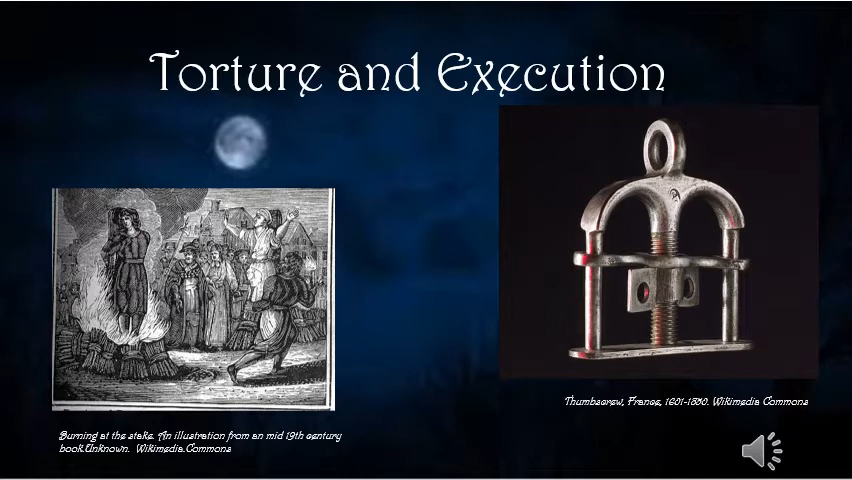 Torture and Execution
Thumbscrew, France, 1601-1800. Wikimedia Commons
Burning at the stake. An illustration from an mid 19th century
book.Unknown. Wikimedia.Commons